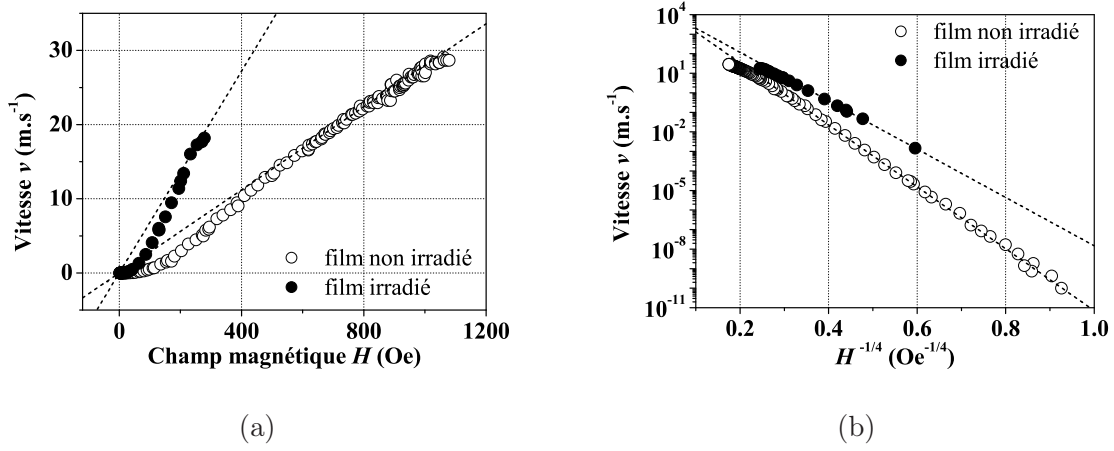 30
20
10
0
Vitesse v (m.s⁻¹)
film non irradié
film irradié
0 400 800 1200
Champ magnétique H (Oe)
(a)
10⁴
10¹
10⁻²
10⁻⁵
10⁻⁸
10⁻¹¹
Vitesse v (m.s⁻¹)
film non irradié
film irradié
0.2 0.4 0.6 0.8 1.0
H⁻¹/⁴ (Oe⁻¹/⁴)
(b)